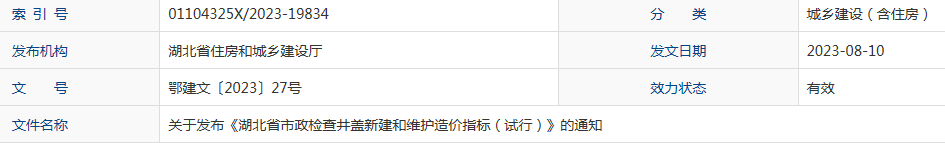 索 引 号 01104325X/2023-19834 分 类 城乡建设（含住房）
发布机构 湖北省住房和城乡建设厅 发文日期 2023-08-10
文 号 鄂建文〔2023〕27号 效力状态 有效
文件名称 关于发布《湖北省市政检查井盖新建和维护造价指标（试行）》的通知